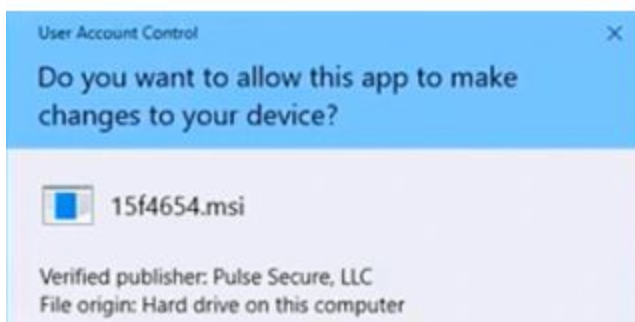 User Account Control
Do you want to allow this app to make
changes to your device?
15f4654.msi
Verified publisher: Pulse Secure, LLC
File origin: Hard drive on this computer